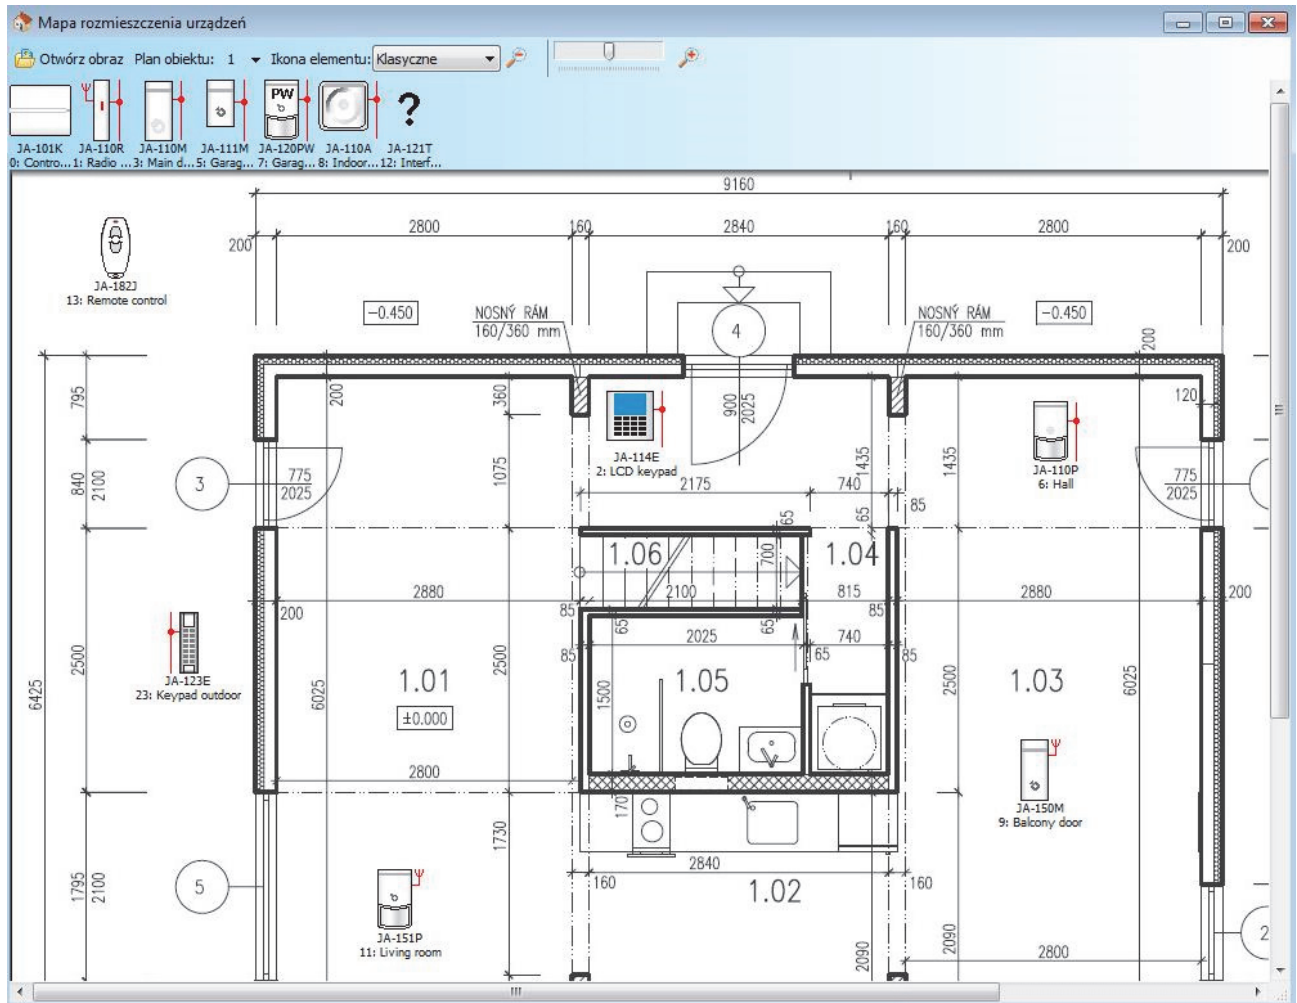 Mapa rozmieszczenia urządzeń
Otwórz obraz Plan obiektu: 1 Ikona elementu: Klasyczne
PW
JA-101K JA-110R JA-110M JA-111M JA-120PW JA-110A JA-121T
0: Contro... 1: Radio ... 3: Main d... 5: Garag... 7: Garag... 8: Indoor... 12: Interf...
?
9160
2800 160 2840 160 2800
200 200
JA-182J
13: Remote control
-0.450 NOSNÝ RÁM 160/360 mm
4
NOSNÝ RÁM 160/360 mm -0.450
200
795 200 360 900 2025 120
JA-114E
2: LCD keypad
JA-110P
6: Hall
840 2100 3 775 2025 1075 1435 1435 775 2025
2175 740 85
65 65
1.06 700 1.04
2880 2100 815 2880 200
200 85 65 65 85
2025 740
85 65 85
JA-123E
23: Keypad outdoor
6425 2500 6025 1.01 2500 1500 1.05 2500 1.03 6025
±0.000
2800
JA-150M
9: Balcony door
170
1730
2840
160 160
1795 2100 5 1.02
JA-151P
11: Living room
2090 2090 2800 2